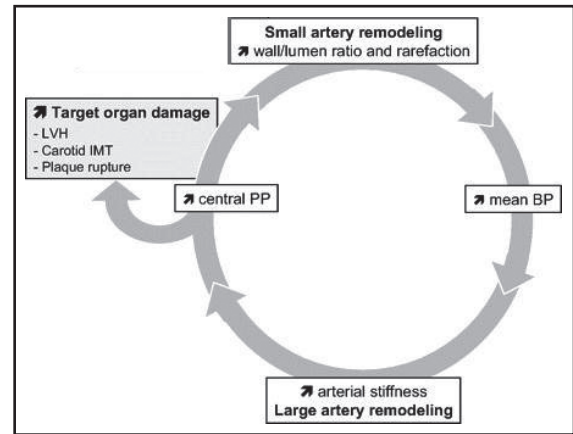 Small artery remodeling
↗ wall/lumen ratio and rarefaction
↗ Target organ damage
- LVH
- Carotid IMT
- Plaque rupture
↗ central PP
↗ mean BP
↗ arterial stiffness
Large artery remodeling